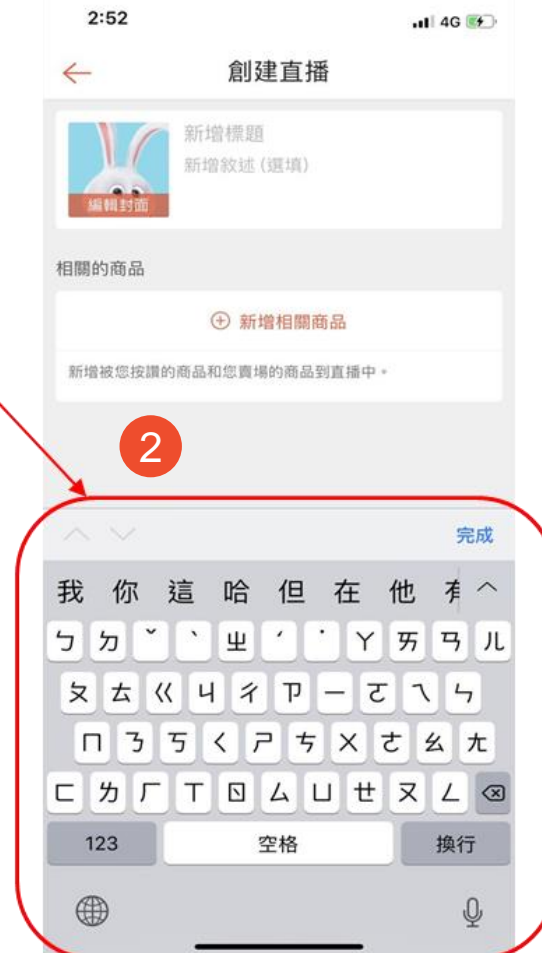 2:52
4G
創建直播
新增標題
新增敘述 (選填)
編輯封面
相關的商品
新增相關商品
新增被您按讚的商品和您賣場的商品到直播中。
2
完成
我 你 這 哈 但 在 他 有
ㄅ ㄉ ˇ ˋ ㄓ ˊ ˙ ㄚ ㄞ ㄢ ㄦ
ㄆ ㄊ ㄍ ㄐ ㄔ ㄗ ㄧ ㄛ ㄟ ㄣ
ㄇ ㄋ ㄎ ㄑ ㄕ ㄘ ㄨ ㄜ ㄠ ㄤ
ㄈ ㄌ ㄏ ㄒ ㄖ ㄙ ㄩ ㄝ ㄡ ㄥ
123 空格 換行